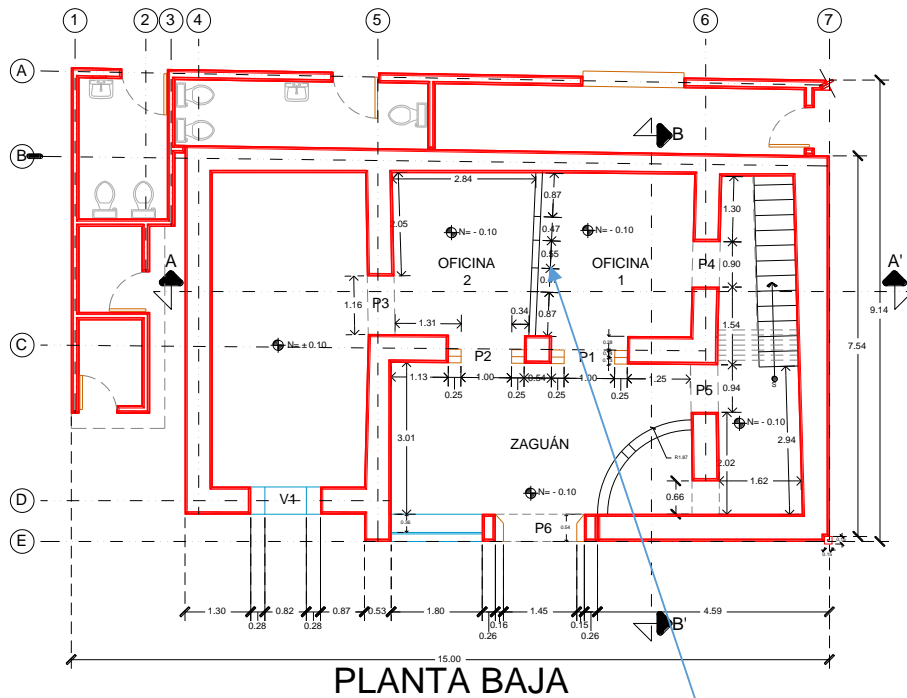 1 2 3 4 5 6 7
A
B
B
2.84
0.87
1.30
2.05
N= - 0.10
0.47
N= - 0.10
0.55
OFICINA
2
OFICINA
1
P4
0.90
A
A'
1.16
P3
9.14
7.54
0.34
0.87
1.54
1.31
C
N= ± 0.10
P2
P1
1.13
1.00
0.54
1.00
1.25
P5
0.94
0.25
0.25
0.25
0.25
S
3.01
ZAGUÁN
R1.87
N= - 0.10
2.94
2.02
1.62
0.66
D
V1
N= - 0.10
P6
0.54
E
1.30
0.82
0.87
0.53
1.80
1.45
4.59
0.28
0.28
0.26
0.16
0.15
0.26
B'
15.00
PLANTA BAJA